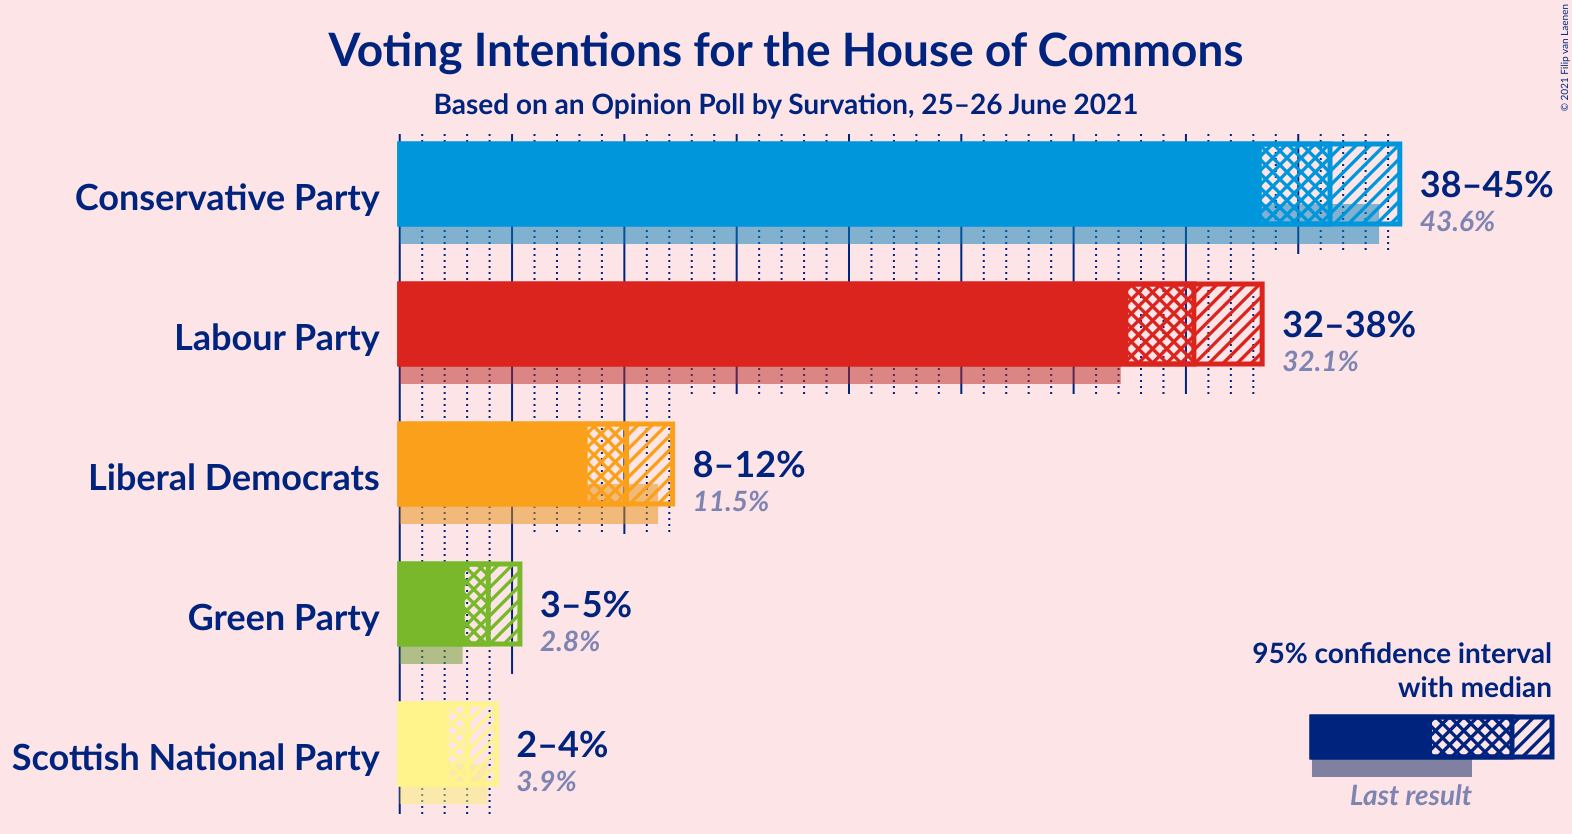 Voting Intentions for the House of Commons
Based on an Opinion Poll by Survation, 25–26 June 2021
© 2021 Filip van Laenen
Conservative Party
38–45%
43.6%
Labour Party
32–38%
32.1%
Liberal Democrats
8–12%
11.5%
Green Party
3–5%
2.8%
Scottish National Party
2–4%
3.9%
95% confidence interval
with median
Last result